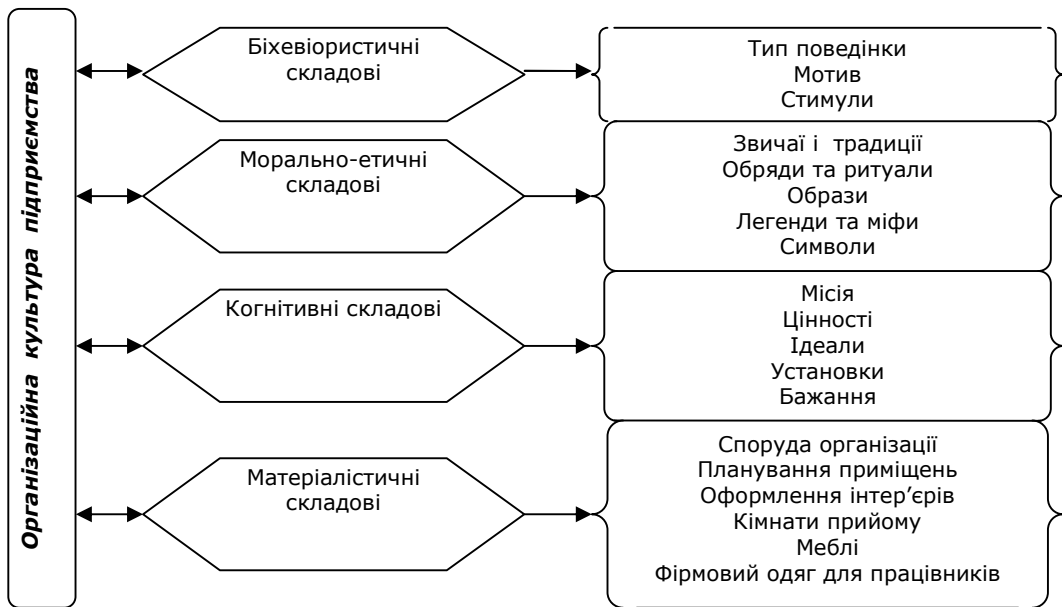 Організаційна культура підприємства
Біхевіористичні
складові
Тип поведінки
Мотив
Стимули
Морально-етичні
складові
Звичаї і традиції
Обряди та ритуали
Образи
Легенди та міфи
Символи
Когнітивні складові
Місія
Цінності
Ідеали
Установки
Бажання
Матеріалістичні
складові
Споруда організації
Планування приміщень
Оформлення інтер’єрів
Кімнати прийому
Меблі
Фірмовий одяг для працівників